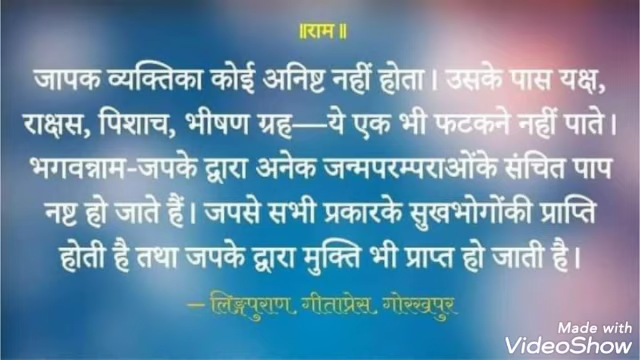 ॥राम॥
जापक व्यक्तिका कोई अनिष्ट नहीं होता। उसके पास यक्ष,
राक्षस, पिशाच, भीषण ग्रह—ये एक भी फटकने नहीं पाते।
भगवन्नाम-जपके द्वारा अनेक जन्मपरम्पराओंके संचित पाप
नष्ट हो जाते हैं। जपसे सभी प्रकारके सुखभोगोंकी प्राप्ति
होती है तथा जपके द्वारा मुक्ति भी प्राप्त हो जाती है।
– लिङ्गपुराण, गीताप्रेस, गोरखपुर
Made with
VideoShow